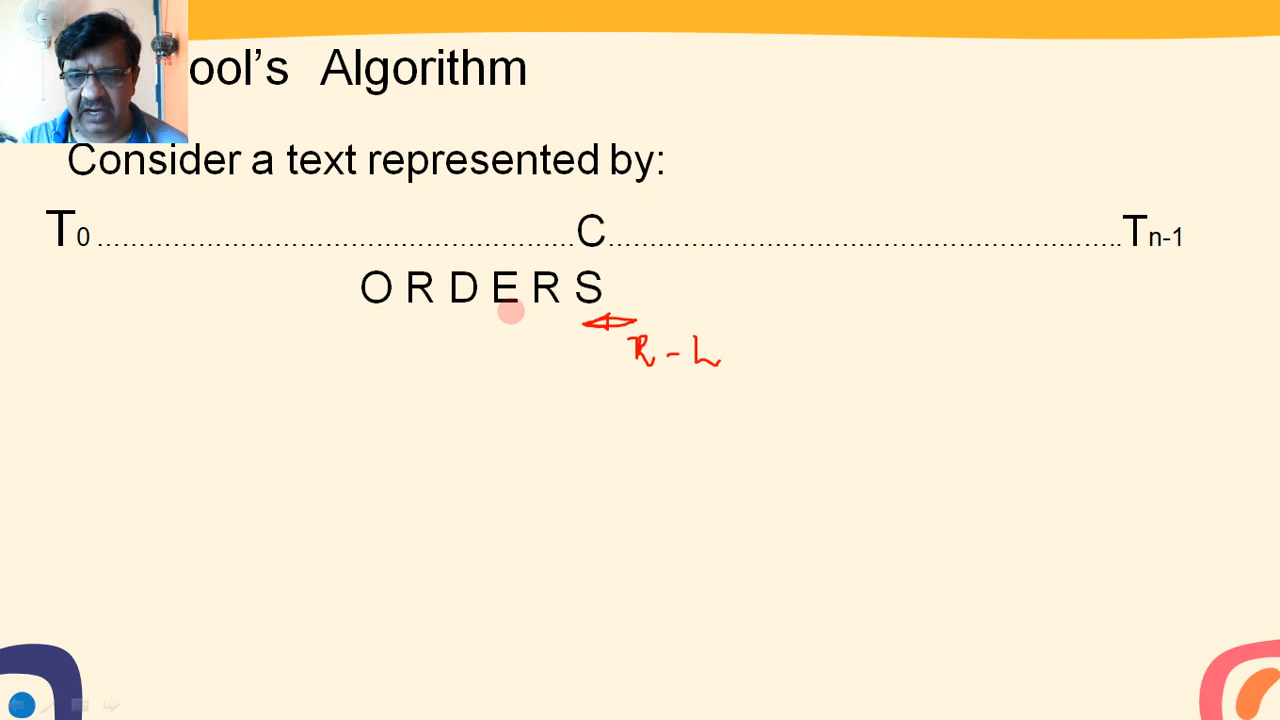 ool’s Algorithm
Consider a text represented by:
T0 ......................................................C............................................................Tn-1
O R D E R S
R - L